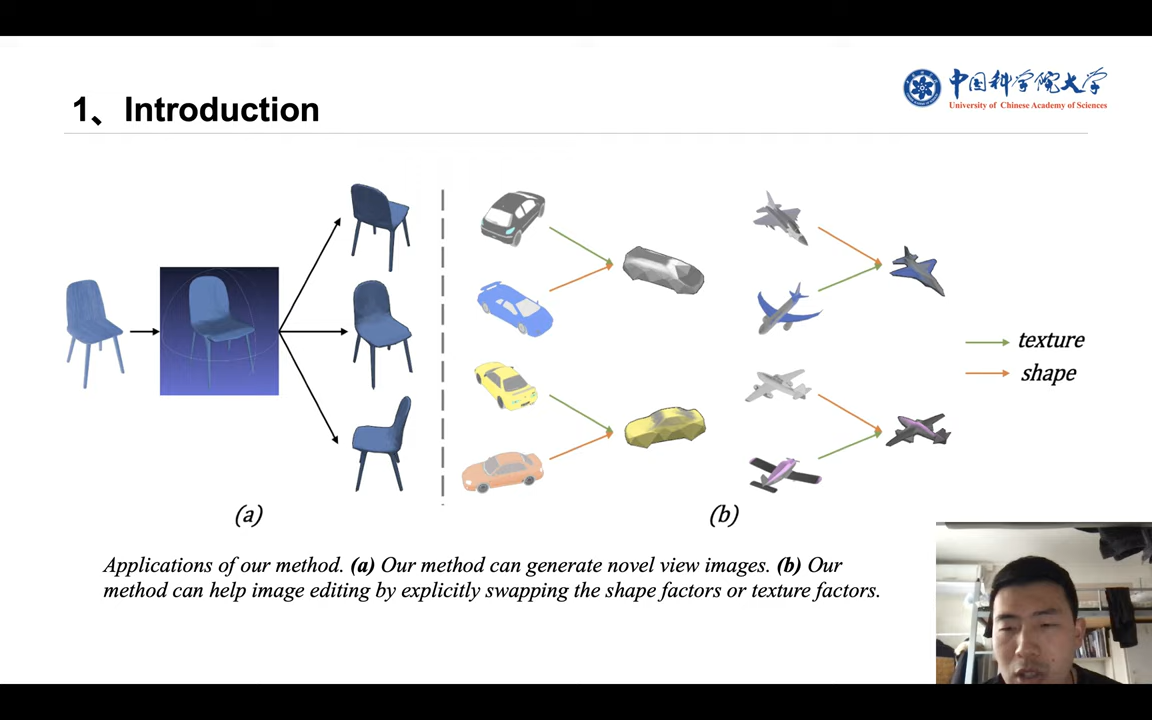 1、Introduction
中国科学院大学
University of Chinese Academy of Sciences
texture
shape
(a)
(b)
Applications of our method. (a) Our method can generate novel view images. (b) Our
method can help image editing by explicitly swapping the shape factors or texture factors.